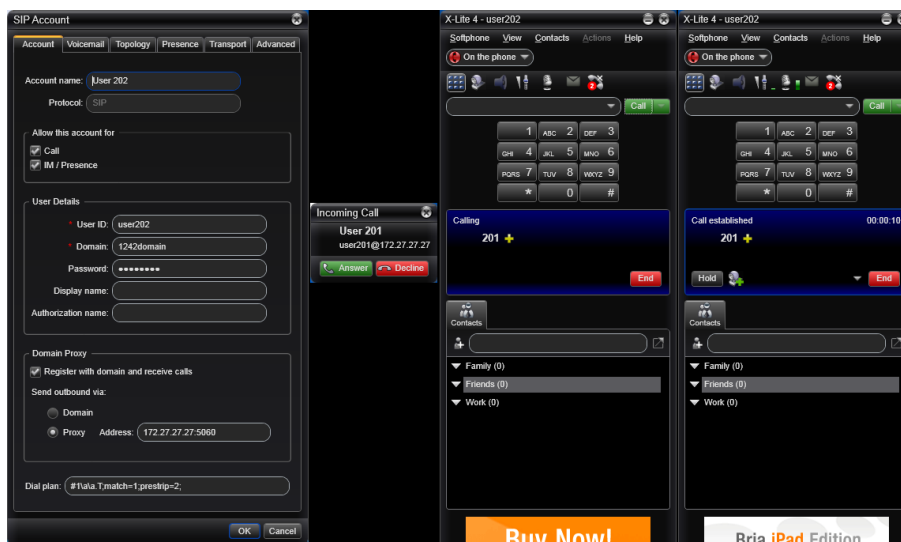 SIP Account
Account Voicemail Topology Presence Transport Advanced
Account name: User 202
Protocol: SIP
Allow this account for
Call
IM / Presence
User Details
* User ID: user202
* Domain: 1242domain
Password: ●●●●●●●●
Display name:
Authorization name:
Domain Proxy
Register with domain and receive calls
Send outbound via:
Domain
Proxy Address: 172.27.27.27:5060
Dial plan: #1\a\a.T;match=1;prestrip=2;
OK Cancel
Incoming Call
User 201
user201@172.27.27.27
Answer Decline
X-Lite 4 - user202
Softphone View Contacts Actions Help
On the phone
2
Call
1 ABC 2 DEF 3
GHI 4 JKL 5 MNO 6
PQRS 7 TUV 8 WXYZ 9
* 0 #
Calling
201
End
Contacts
Family (0)
Friends (0)
Work (0)
Buy Now!
X-Lite 4 - user202
Softphone View Contacts Actions Help
On the phone
2
Call
1 ABC 2 DEF 3
GHI 4 JKL 5 MNO 6
PQRS 7 TUV 8 WXYZ 9
* 0 #
Call established 00:00:10
201
Hold End
Contacts
Family (0)
Friends (0)
Work (0)
Bria iPad Edition